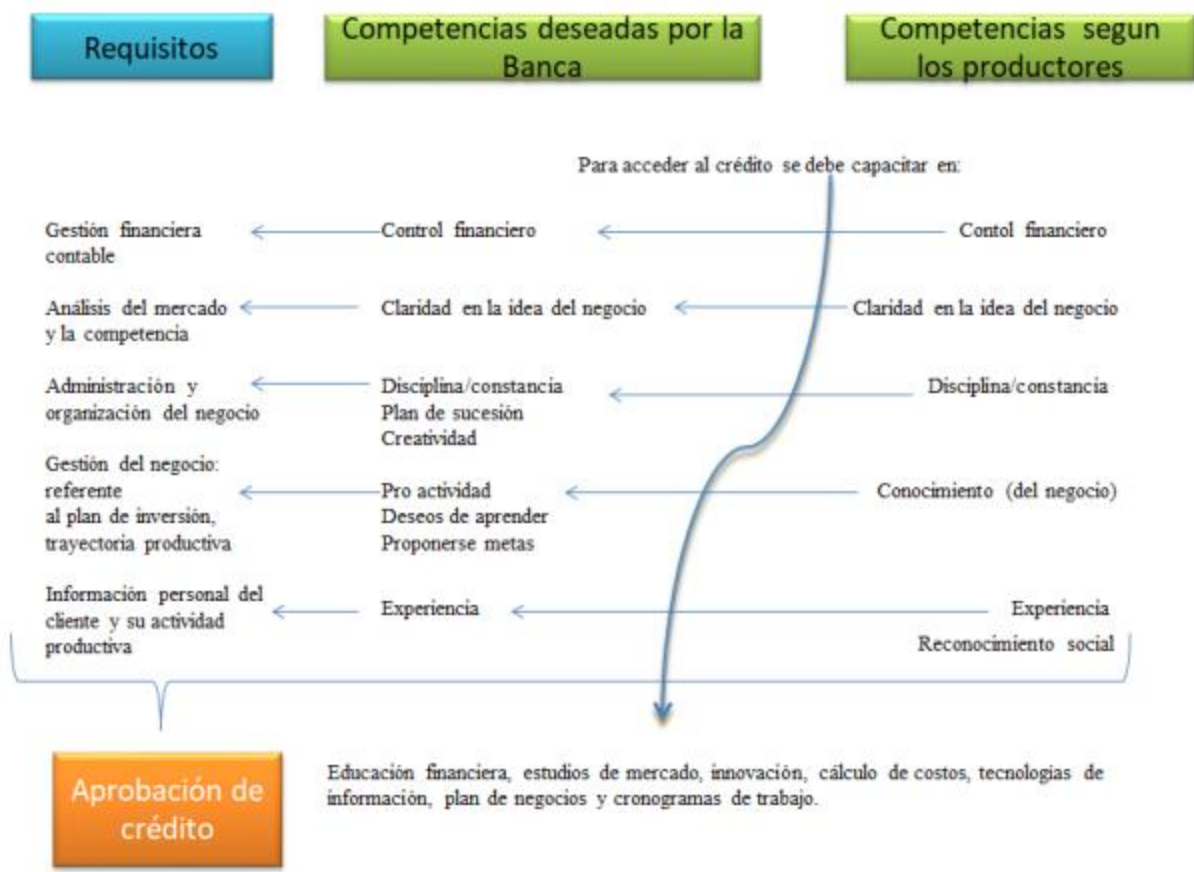 Requisitos
Competencias deseadas por la
Banca
Competencias segun
los productores
Para acceder al crédito se debe capacitar en:
Gestión financiera
contable
Control financiero
Contol financiero
Análisis del mercado
y la competencia
Claridad en la idea del negocio
Claridad en la idea del negocio
Administración y
organización del negocio
Disciplina/constancia
Plan de sucesión
Creatividad
Disciplina/constancia
Gestión del negocio:
referente
al plan de inversión,
trayectoria productiva
Pro actividad
Deseos de aprender
Proponerse metas
Conocimiento (del negocio)
Información personal del
cliente y su actividad
productiva
Experiencia
Experiencia
Reconocimiento social
Aprobación de
crédito
Educación financiera, estudios de mercado, innovación, cálculo de costos, tecnologías de
información, plan de negocios y cronogramas de trabajo.